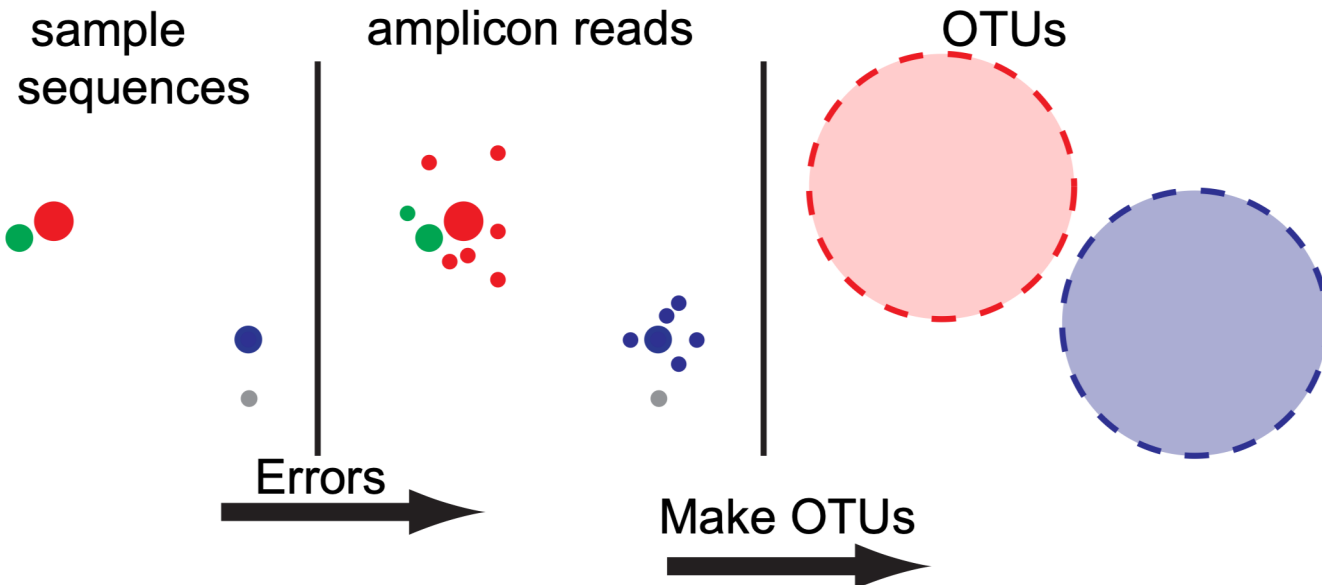 sample
sequences
amplicon reads
OTUs
Errors
Make OTUs